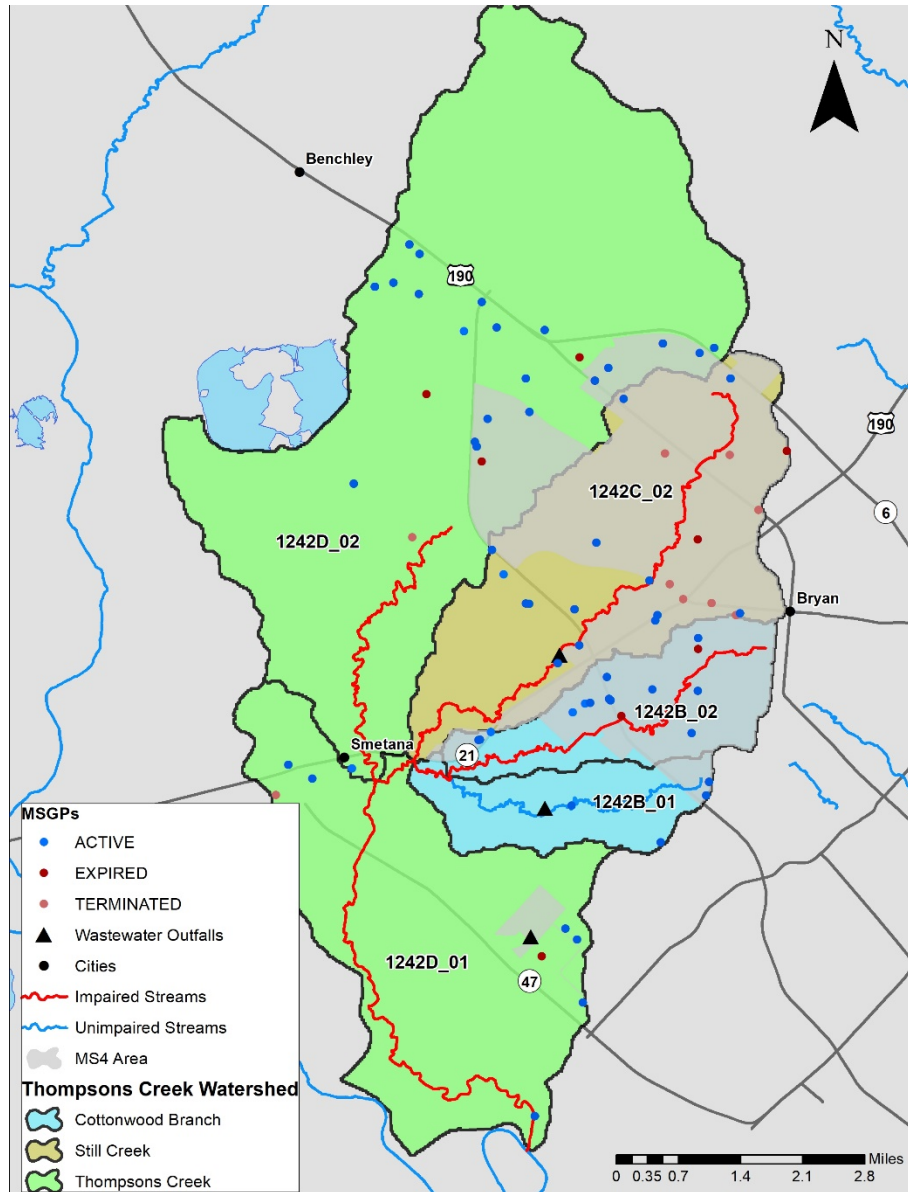 N
Benchley
190
190
1242C_02
6
1242D_02
Bryan
1242B_02
Smetana
21
1242B_01
1242D_01
47
MSGPs
ACTIVE
EXPIRED
TERMINATED
Wastewater Outfalls
Cities
Impaired Streams
Unimpaired Streams
MS4 Area
Thompsons Creek Watershed
Cottonwood Branch
Still Creek
Thompsons Creek
Miles
0 0.35 0.7 1.4 2.1 2.8